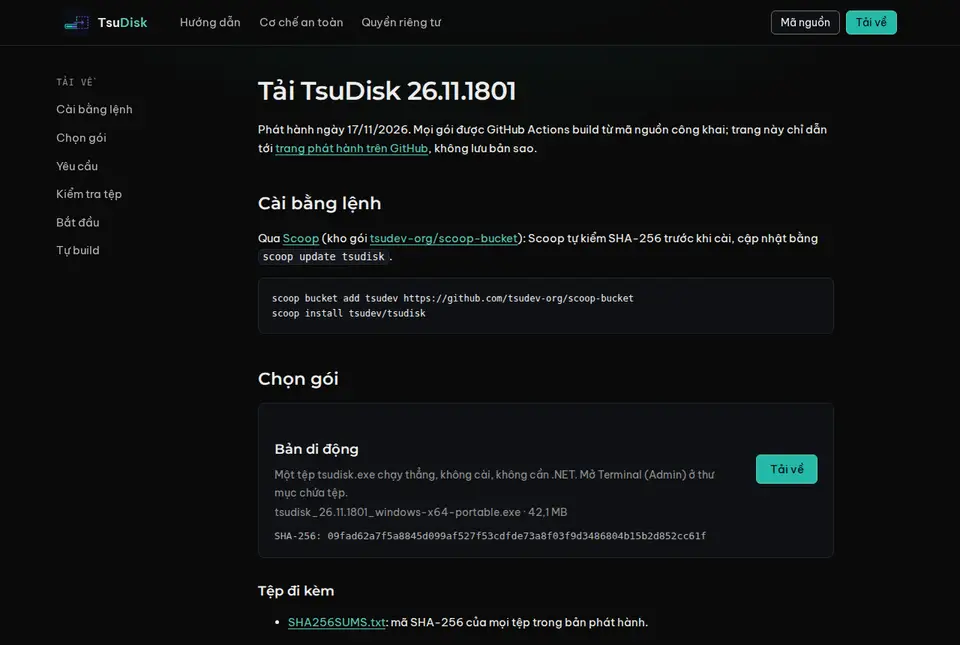 TsuDisk
Hướng dẫn
Cơ chế an toàn
Quyền riêng tư
Mã nguồn
Tải về
TẢI VỀ
Cài bằng lệnh
Chọn gói
Yêu cầu
Kiểm tra tệp
Bắt đầu
Tự build
Tải TsuDisk 26.11.1801
Phát hành ngày 17/11/2026. Mọi gói được GitHub Actions build từ mã nguồn công khai; trang này chỉ dẫn
tới trang phát hành trên GitHub, không lưu bản sao.
Cài bằng lệnh
Qua Scoop (kho gói tsudev-org/scoop-bucket): Scoop tự kiểm SHA-256 trước khi cài, cập nhật bằng
scoop update tsudisk.
scoop bucket add tsudev https://github.com/tsudev-org/scoop-bucket
scoop install tsudev/tsudisk
Chọn gói
Bản di động
Một tệp tsudisk.exe chạy thẳng, không cài, không cần .NET. Mở Terminal (Admin) ở thư
mục chứa tệp.
tsudisk_26.11.1801_windows-x64-portable.exe · 42,1 MB
SHA-256: 09fad62a7f5a8845d099af527f53cdfde73a8f03f9d3486804b15b2d852cc61f
Tải về
Tệp đi kèm
• SHA256SUMS.txt: mã SHA-256 của mọi tệp trong bản phát hành.